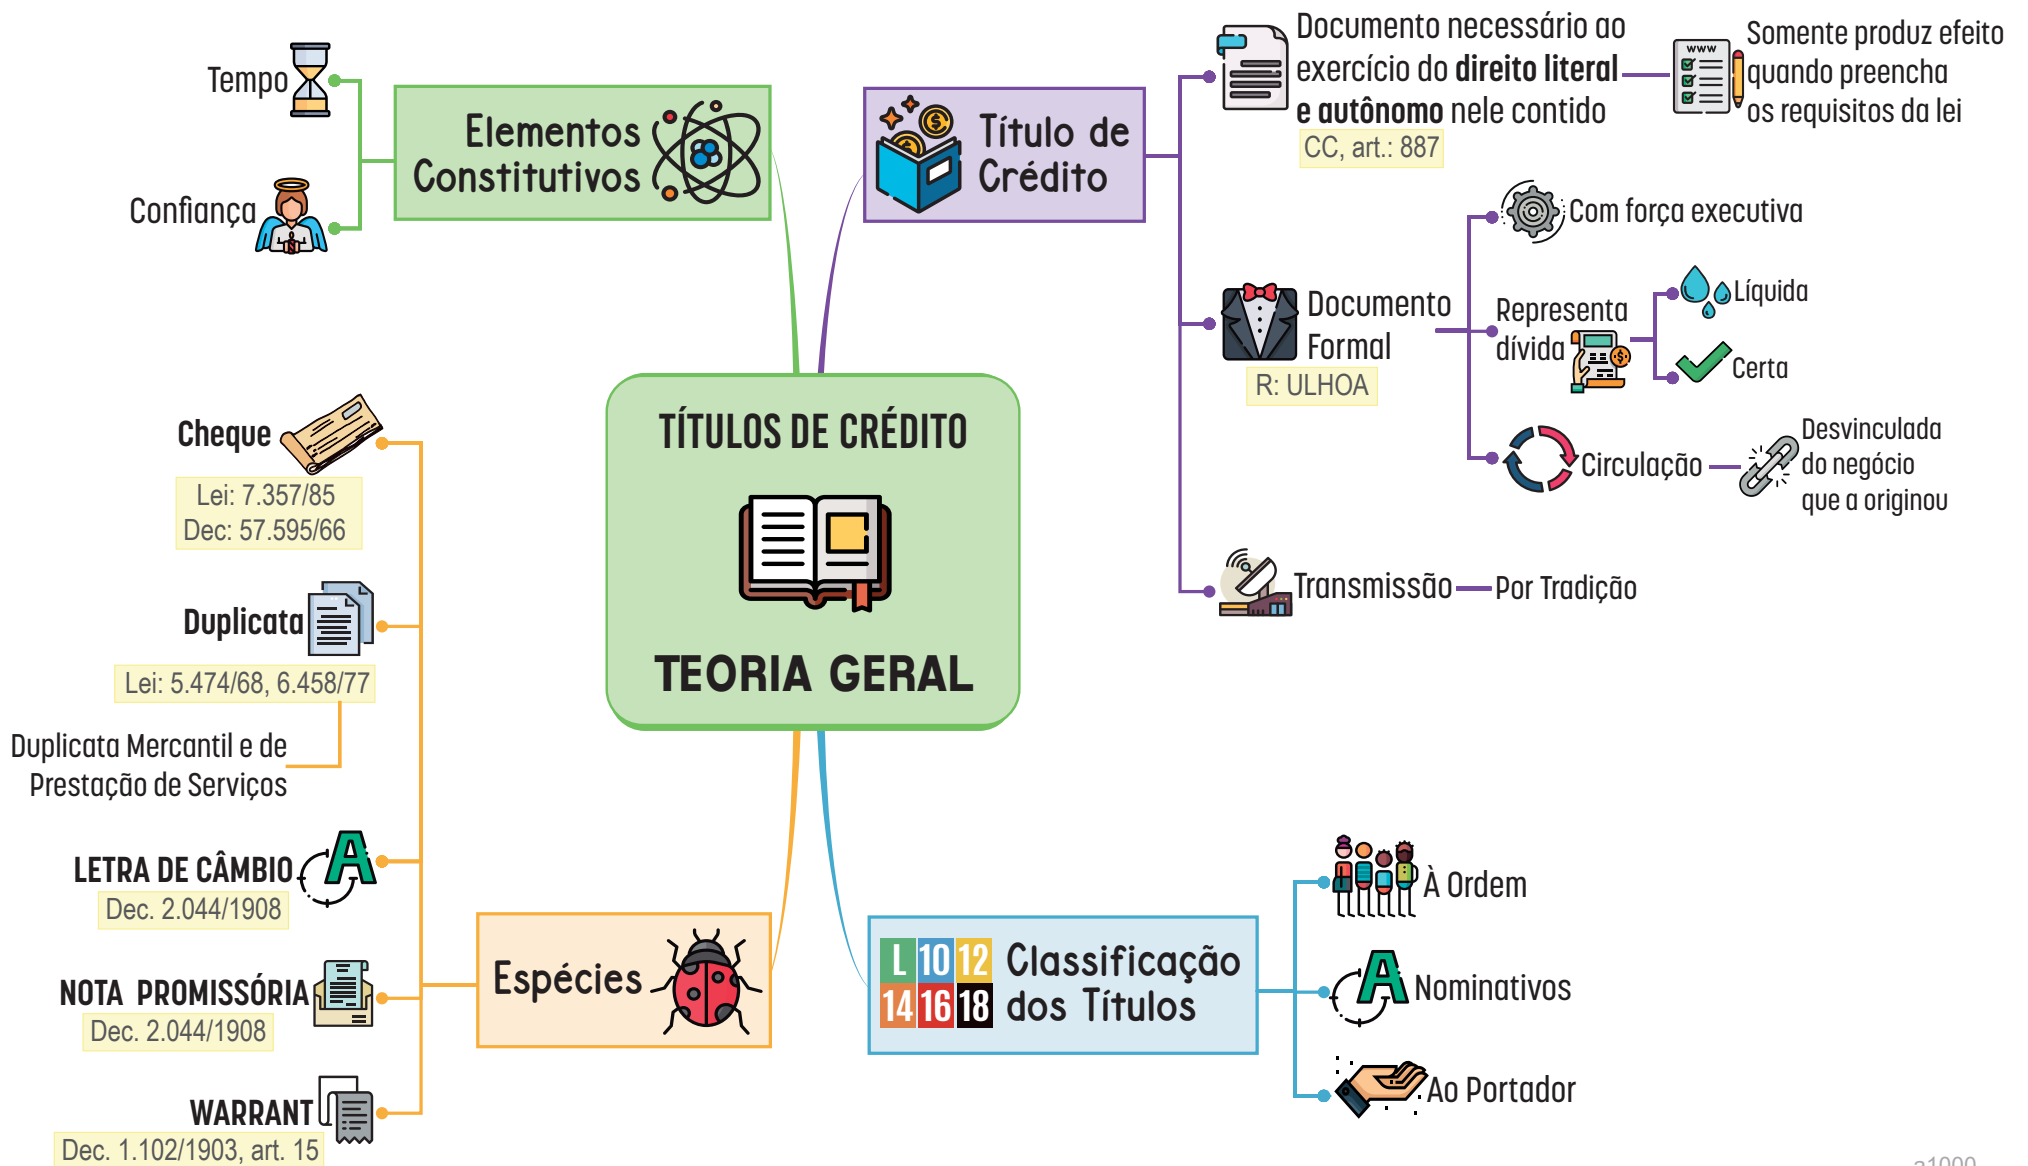 TÍTULOS DE CRÉDITO
TEORIA GERAL
Elementos
Constitutivos
Tempo
Confiança
Título de
Crédito
Documento necessário ao
exercício do direito literal
e autônomo nele contido
CC, art.: 887
WWW
Somente produz efeito
quando preencha
os requisitos da lei
Documento
Formal
R: ULHOA
Com força executiva
Representa
dívida
Líquida
Certa
Circulação
Desvinculada
do negócio
que a originou
Transmissão
Por Tradição
Espécies
Cheque
Lei: 7.357/85
Dec: 57.595/66
Duplicata
Lei: 5.474/68, 6.458/77
Duplicata Mercantil e de
Prestação de Serviços
A
LETRA DE CÂMBIO
Dec. 2.044/1908
NOTA PROMISSÓRIA
Dec. 2.044/1908
WARRANT
Dec. 1.102/1903, art. 15
L 10 12
14 16 18
Classificação
dos Títulos
À Ordem
A
Nominativos
Ao Portador